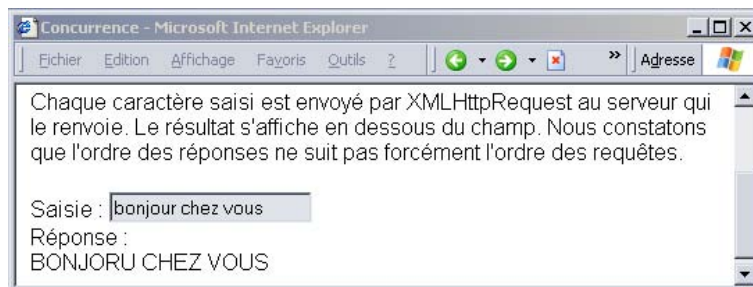 Concurrence - Microsoft Internet Explorer
Fichier Edition Affichage Favoris Outils ? » Adresse
Chaque caractère saisi est envoyé par XMLHttpRequest au serveur qui
le renvoie. Le résultat s'affiche en dessous du champ. Nous constatons
que l'ordre des réponses ne suit pas forcément l'ordre des requêtes.
Saisie : bonjour chez vous
Réponse :
BONJORU CHEZ VOUS